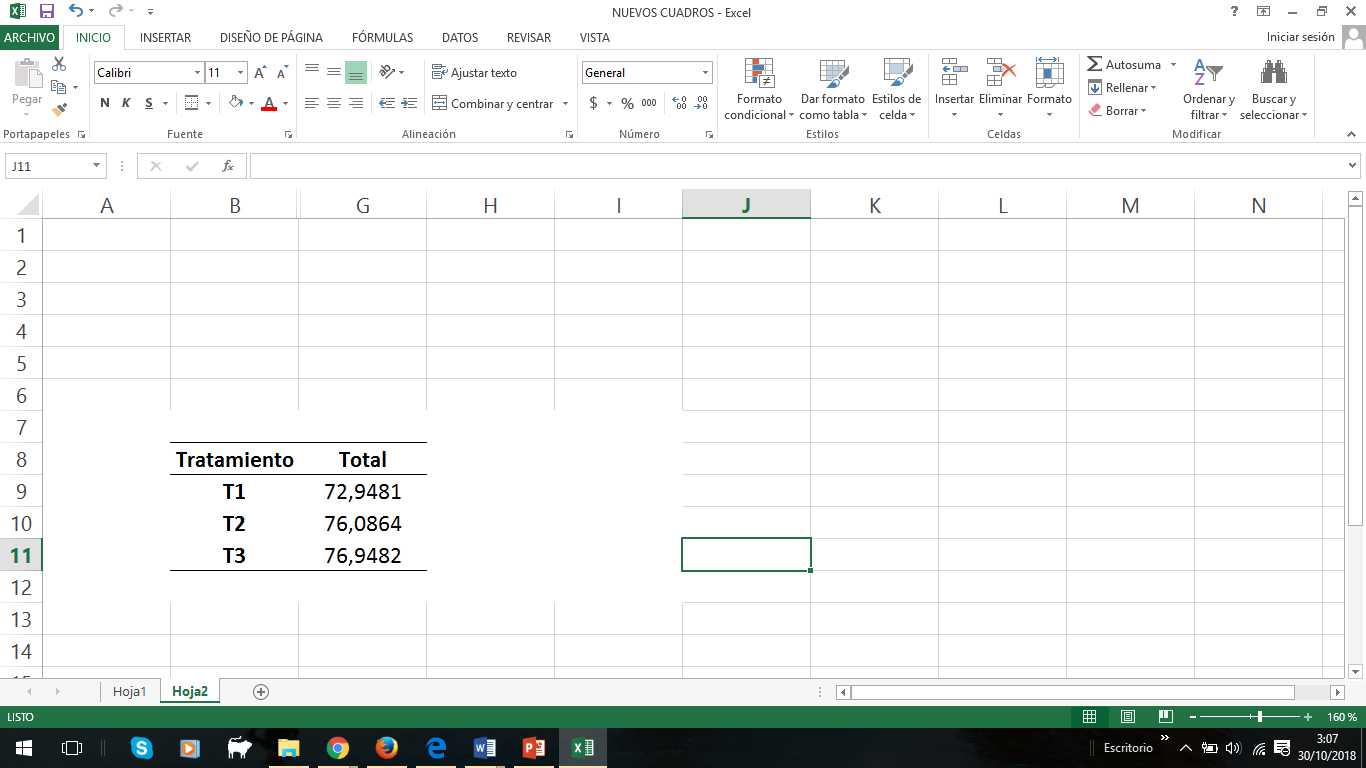 NUEVOS CUADROS - Excel
ARCHIVO INICIO INSERTAR DISEÑO DE PÁGINA FÓRMULAS DATOS REVISAR VISTA Iniciar sesión
Pegar
Portapapeles
Calibri 11
N K S
Fuente
Ajustar texto
Combinar y centrar
Alineación
General
$ % 000
Número
Formato condicional
Dar formato como tabla
Estilos de celda
Estilos
Insertar Eliminar Formato
Celdas
Autosuma
Rellenar
Borrar
Ordenar y filtrar
Buscar y seleccionar
Modificar
J11 fx
A B G H I J K L M N
1
2
3
4
5
6
7
8 Tratamiento Total
9 T1 72,9481
10 T2 76,0864
11 T3 76,9482
12
13
14
15
Hoja1 Hoja2
LISTO 160 %
Escritorio 3:07
30/10/2018